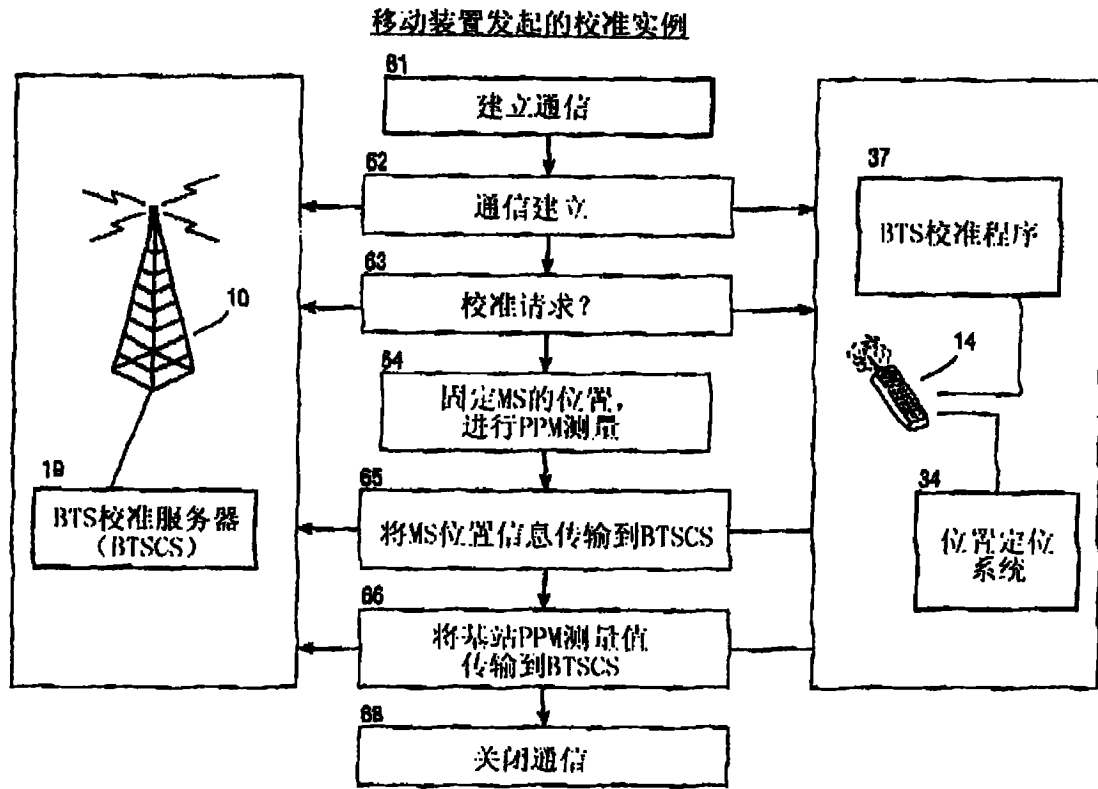 移动装置发起的校准实例
61
建立通信
62
通信建立
63
校准请求?
64
固定MS的位置,
进行PPM测量
65
将MS位置信息传输到BTSCS
66
将基站PPM测量值
传输到BTSCS
68
关闭通信
10
19
BTS校准服务器
(BTSCS)
37
BTS校准程序
14
34
位置定位
系统